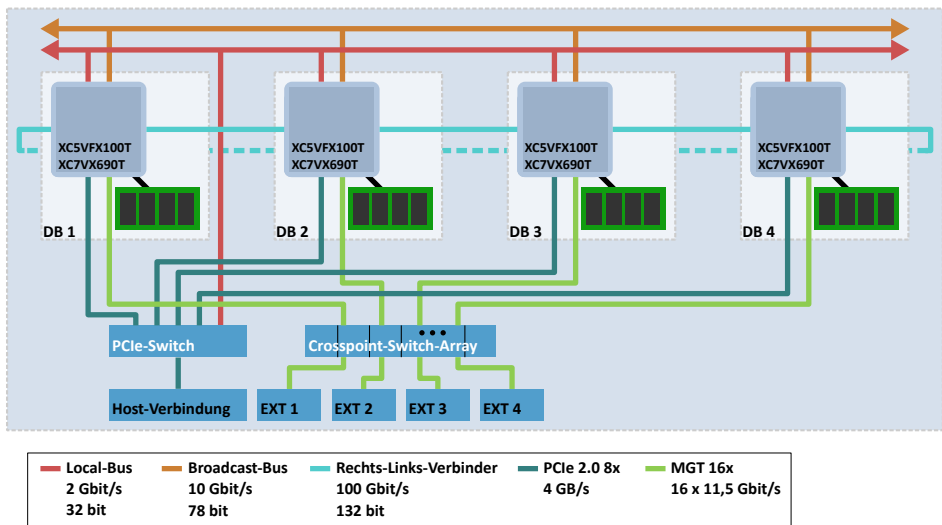 XC5VFX100T
XC7VX690T
XC5VFX100T
XC7VX690T
XC5VFX100T
XC7VX690T
XC5VFX100T
XC7VX690T
DB 1
DB 2
DB 3
DB 4
PCIe-Switch
Crosspoint-Switch-Array
Host-Verbindung
EXT 1
EXT 2
EXT 3
EXT 4
Local-Bus
2 Gbit/s
32 bit
Broadcast-Bus
10 Gbit/s
78 bit
Rechts-Links-Verbinder
100 Gbit/s
132 bit
PCIe 2.0 8x
4 GB/s
MGT 16x
16 x 11,5 Gbit/s